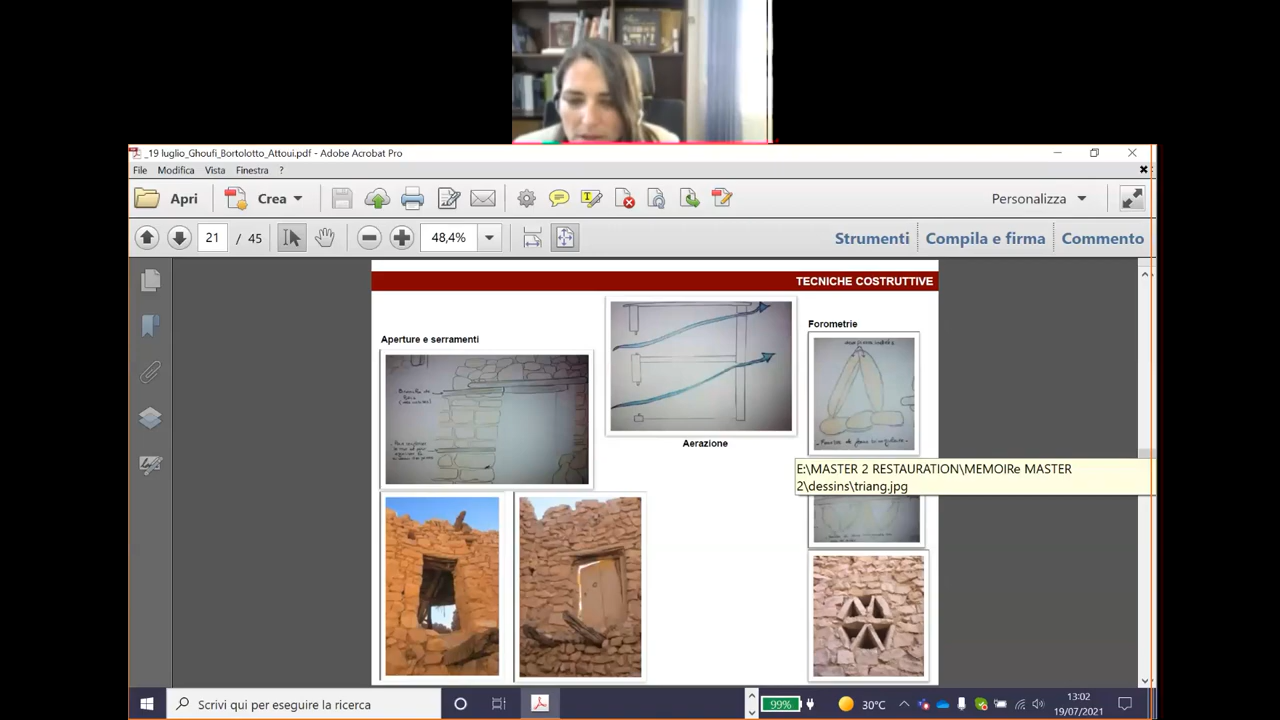 _19 luglio_Ghoufi_Bortolotto_Attoui.pdf - Adobe Acrobat Pro
File Modifica Vista Finestra ?
Apri Crea Personalizza
21 / 45 48,4% Strumenti Compila e firma Commento
TECNICHE COSTRUTTIVE
Forometrie
Aperture e serramenti
Aerazione
E:\MASTER 2 RESTAURATION\MEMOIRe MASTER
2\dessins\triang.jpg
Scrivi qui per eseguire la ricerca
99%
30°C
13:02
19/07/2021